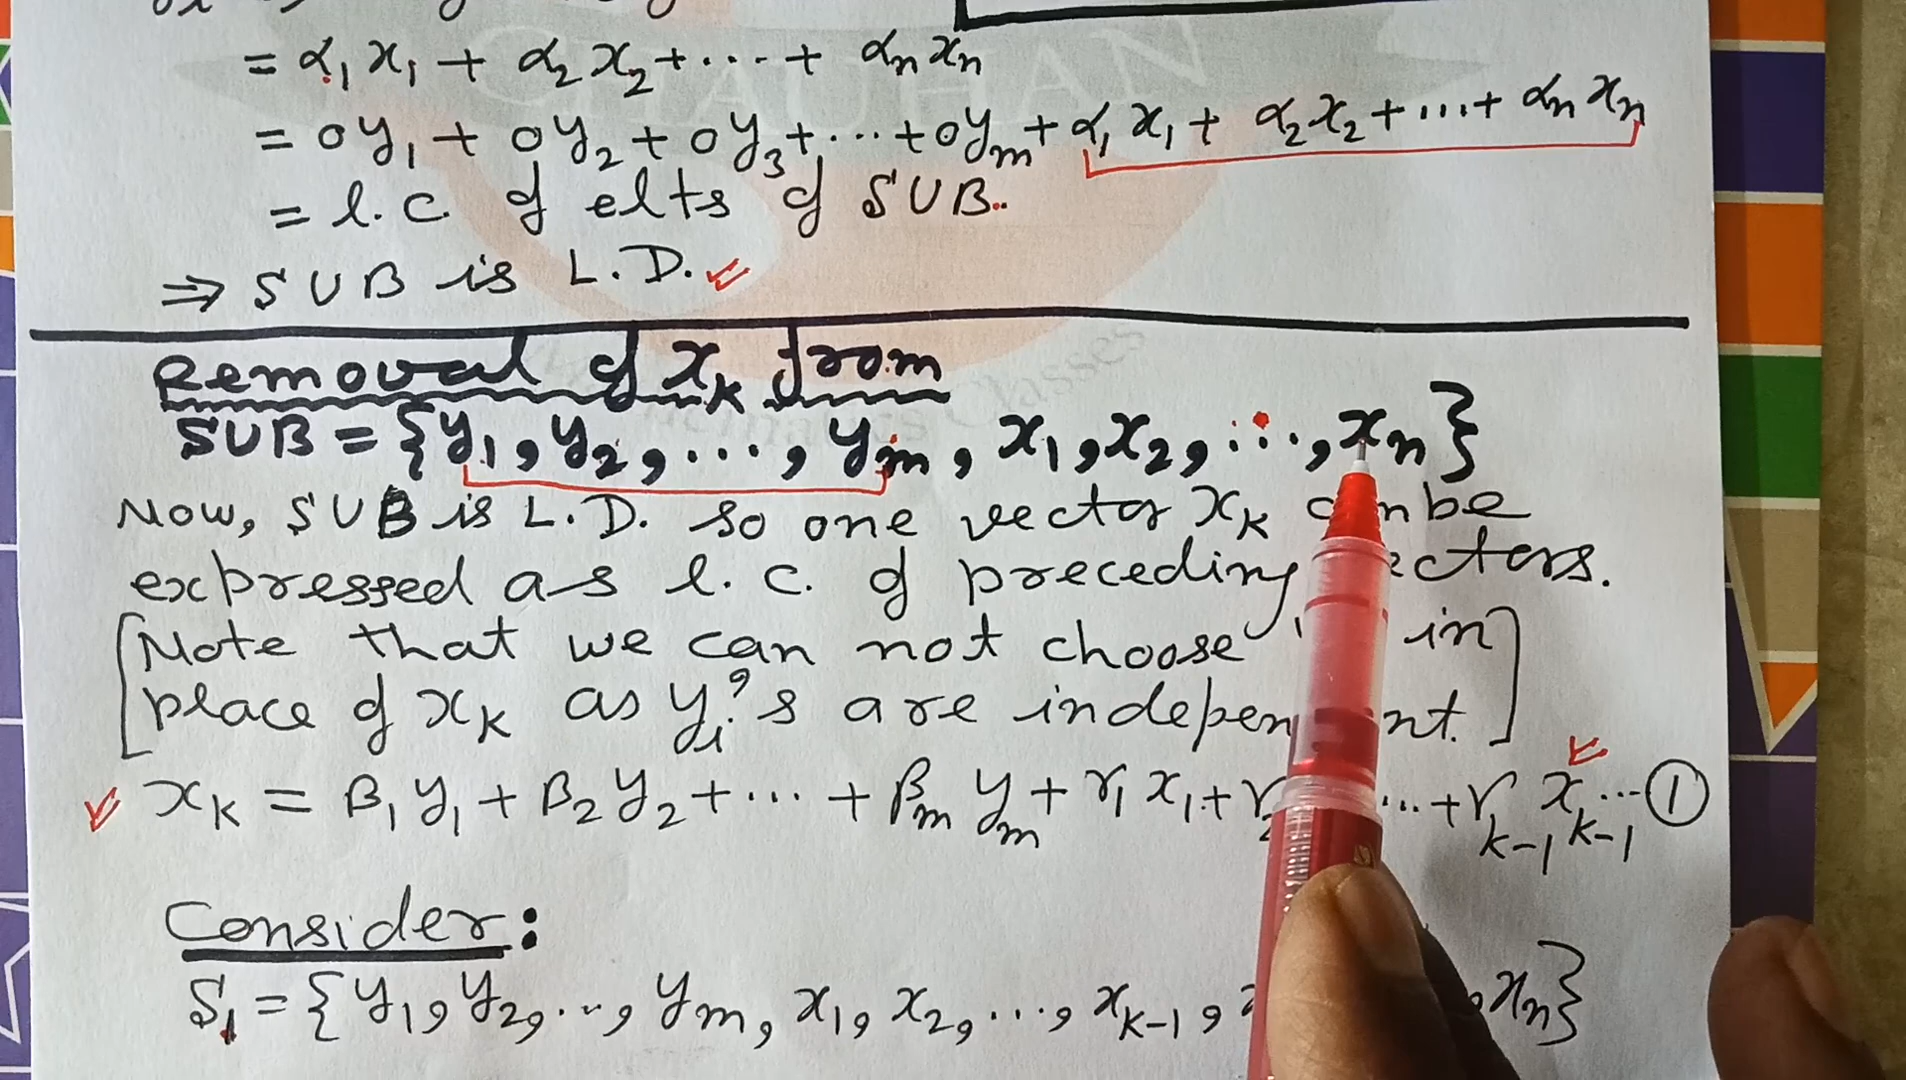 = α₁x₁ + α₂x₂ + ... + αₙxₙ
= 0y₁ + 0y₂ + 0y₃ + ... + 0yₘ + α₁x₁ + α₂x₂ + ... + αₙxₙ
= l.c. of elts of SUB.
⇒ SUB is L.D.
Removal of xₖ from
SUB = {y₁, y₂, ..., yₘ, x₁, x₂, ..., xₙ}
Now, SUB is L.D. so one vector xₖ can be
expressed as l.c. of preceding vectors.
[Note that we can not choose in
place of xₖ as yᵢ's are independent.]
xₖ = β₁y₁ + β₂y₂ + ... + βₘyₘ + γ₁x₁ + ... + γₖ₋₁xₖ₋₁ ... ①
Consider:
S₁ = {y₁, y₂, ..., yₘ, x₁, x₂, ..., xₖ₋₁, , xₙ}